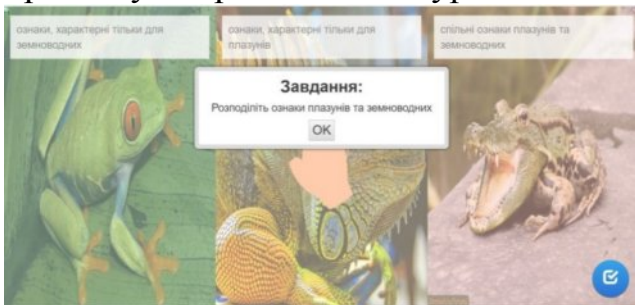 ознаки, характерні тільки для
земноводних
ознаки, характерні тільки для
плазунів
спільні ознаки плазунів та
земноводних
Завдання:
Розподіліть ознаки плазунів та земноводних
OK